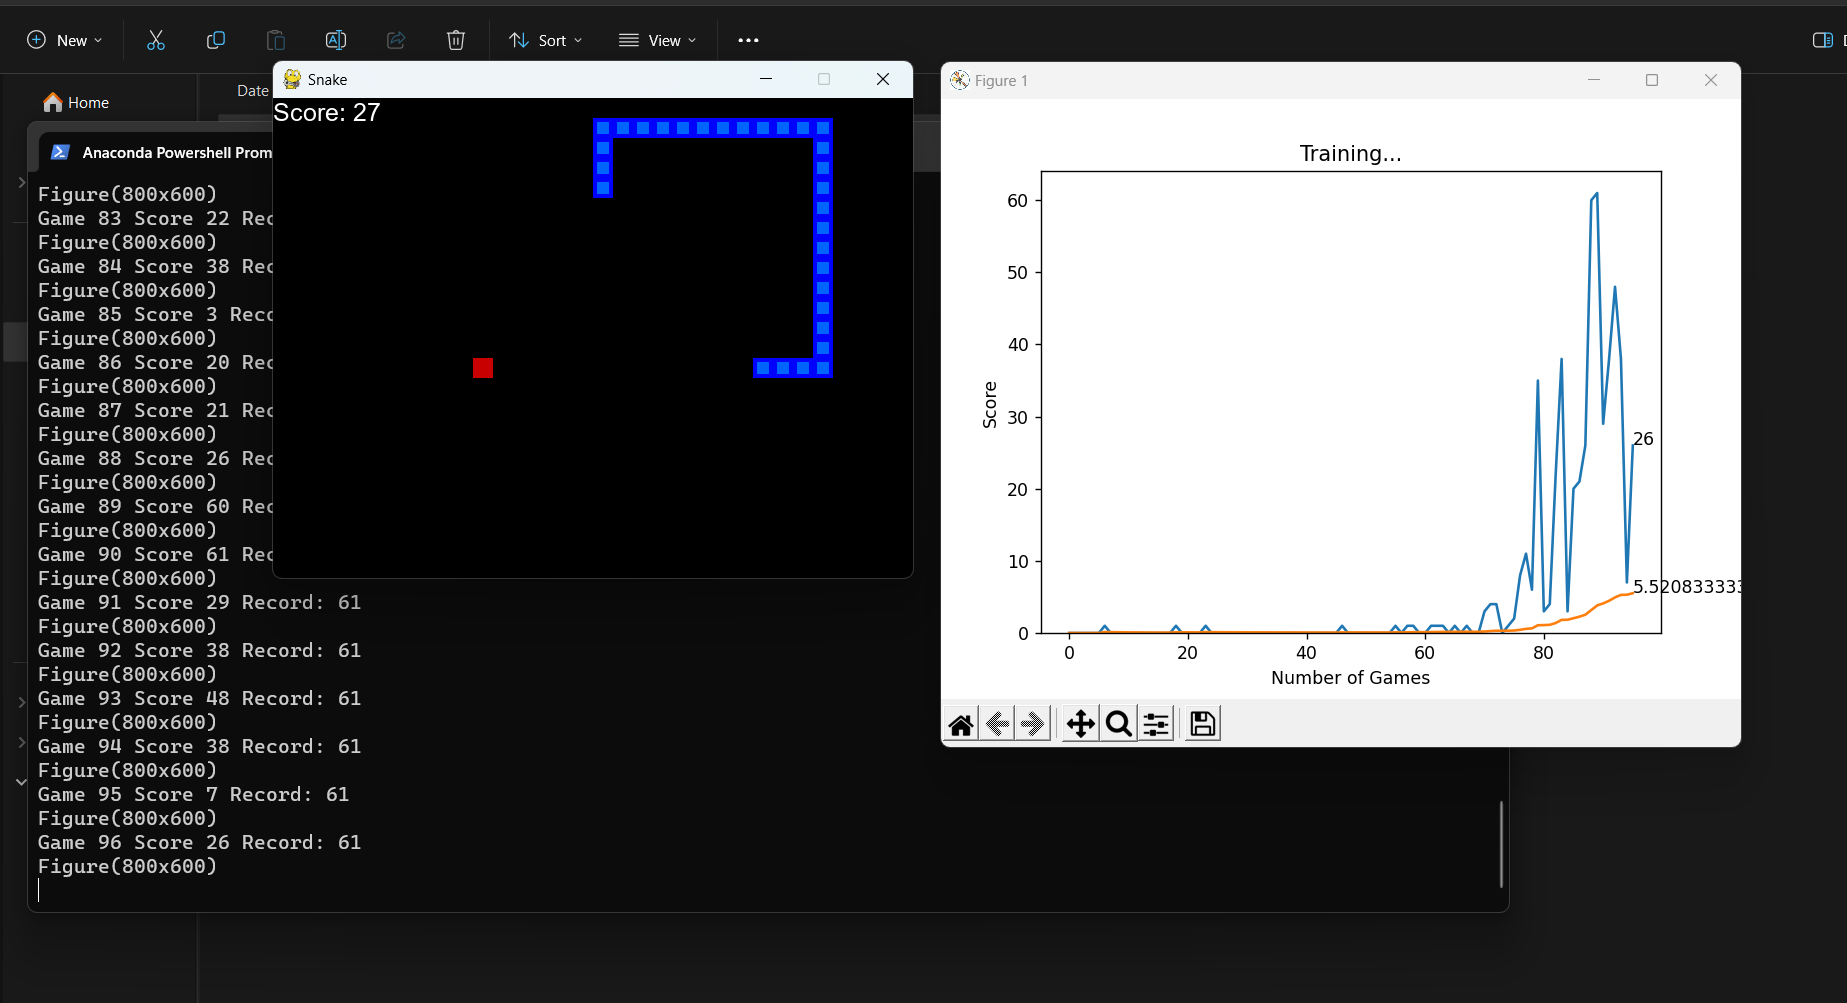 New
Sort
View
Home
Date
Anaconda Powershell Prom
Figure(800x600)
Game 83 Score 22 Rec
Figure(800x600)
Game 84 Score 38 Rec
Figure(800x600)
Game 85 Score 3 Reco
Figure(800x600)
Game 86 Score 20 Rec
Figure(800x600)
Game 87 Score 21 Rec
Figure(800x600)
Game 88 Score 26 Rec
Figure(800x600)
Game 89 Score 60 Rec
Figure(800x600)
Game 90 Score 61 Rec
Figure(800x600)
Game 91 Score 29 Record: 61
Figure(800x600)
Game 92 Score 38 Record: 61
Figure(800x600)
Game 93 Score 48 Record: 61
Figure(800x600)
Game 94 Score 38 Record: 61
Figure(800x600)
Game 95 Score 7 Record: 61
Figure(800x600)
Game 96 Score 26 Record: 61
Figure(800x600)
Snake
Score: 27
Figure 1
Training...
60
50
40
30
20
10
0
Score
26
5.520833333
0 20 40 60 80
Number of Games